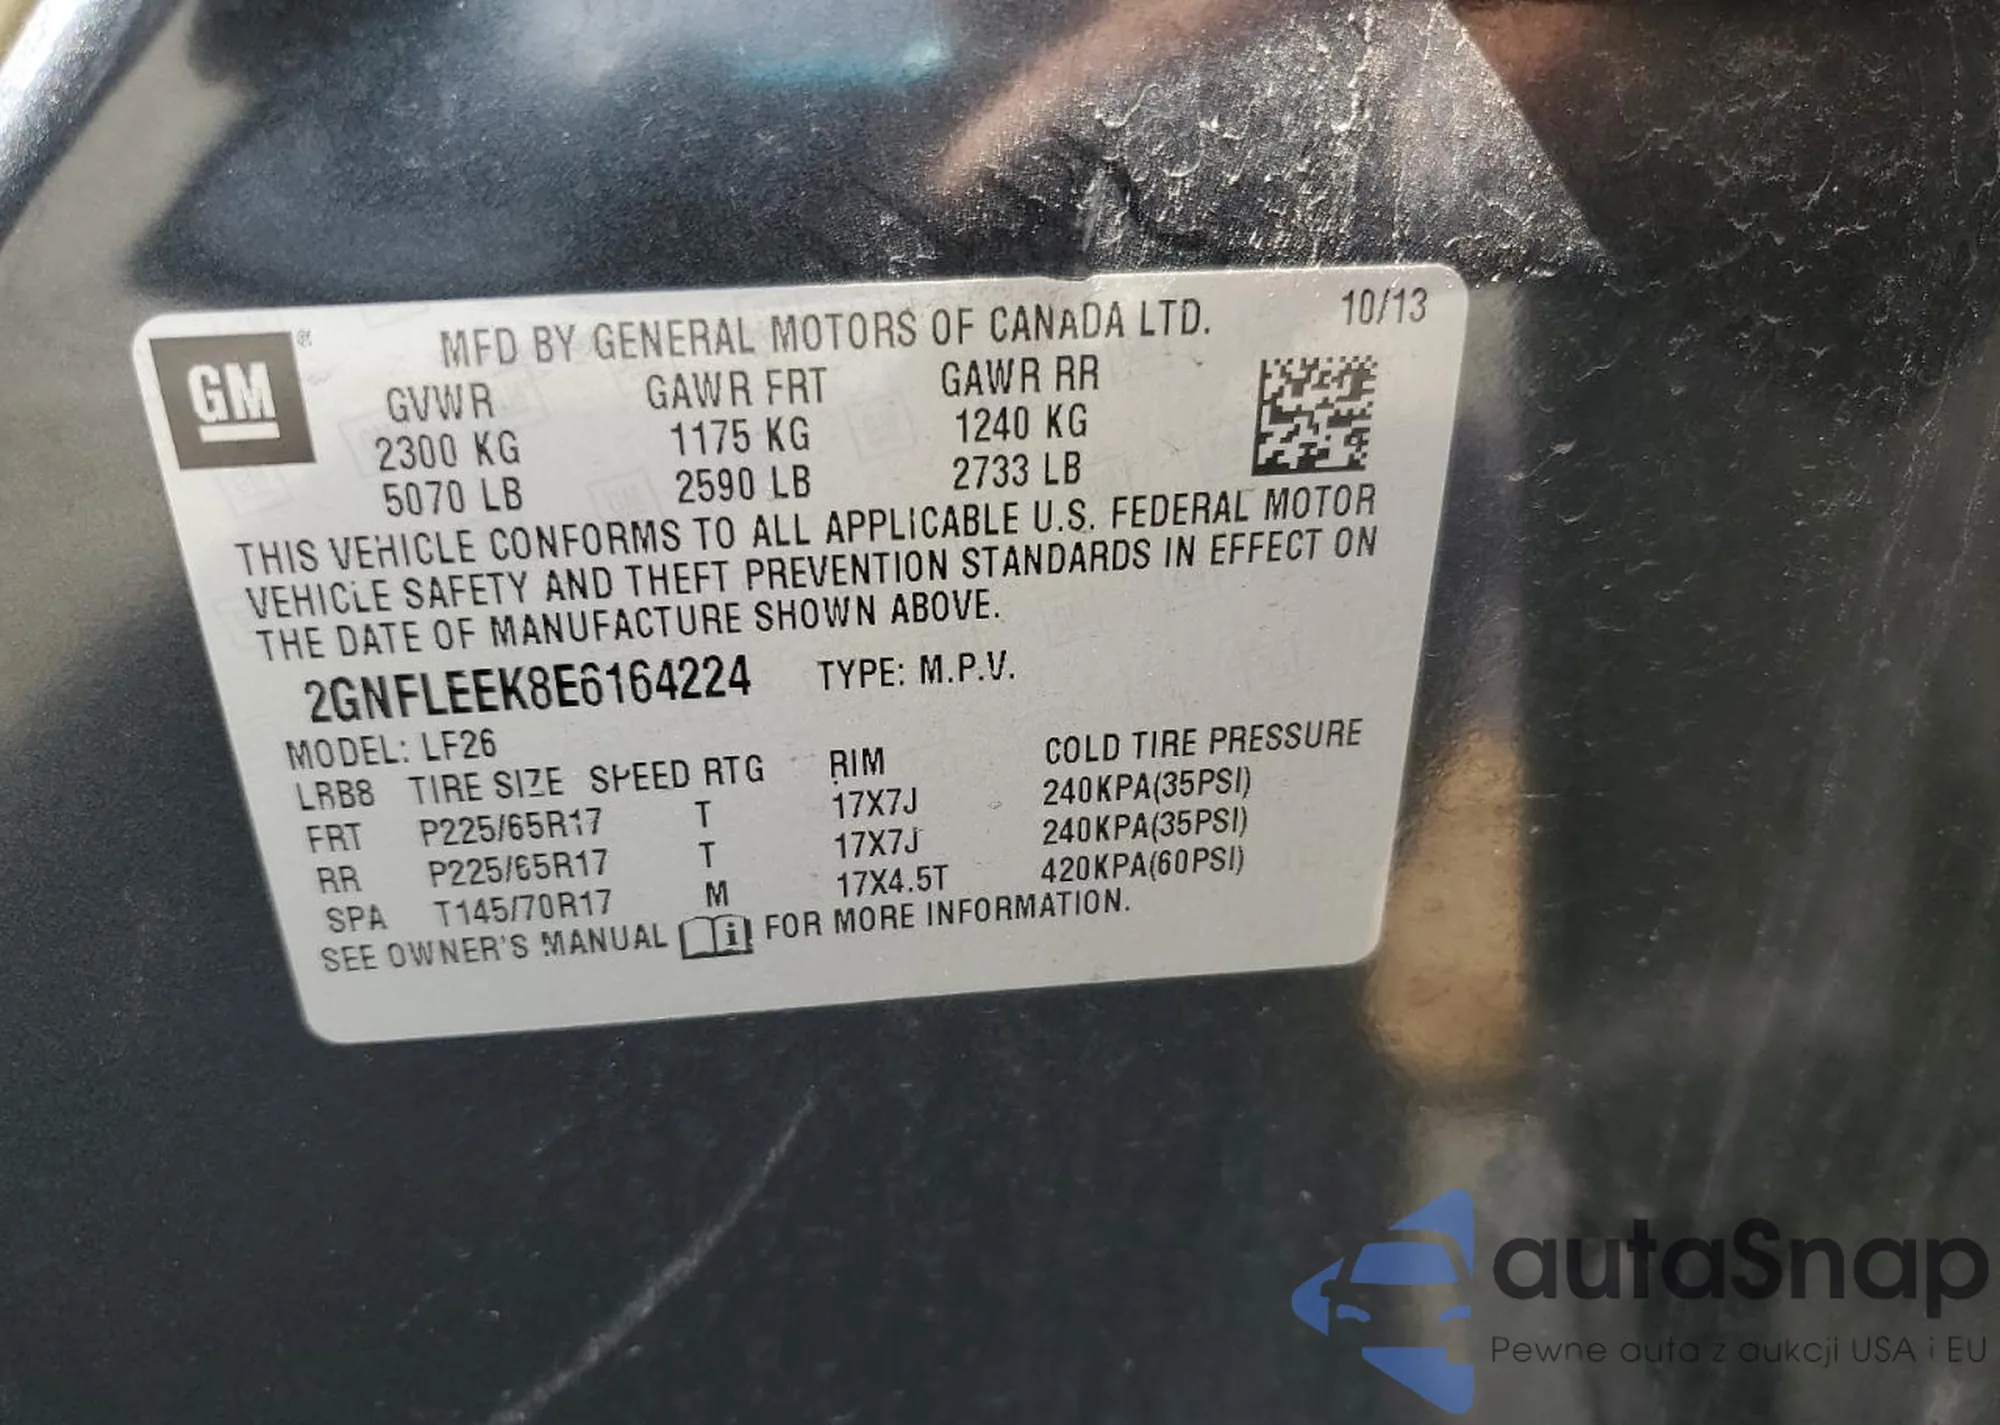 GM ®
MFD BY GENERAL MOTORS OF CANADA LTD. 10/13
GVWR GAWR FRT GAWR RR
2300 KG 1175 KG 1240 KG
5070 LB 2590 LB 2733 LB
THIS VEHICLE CONFORMS TO ALL APPLICABLE U.S. FEDERAL MOTOR
VEHICLE SAFETY AND THEFT PREVENTION STANDARDS IN EFFECT ON
THE DATE OF MANUFACTURE SHOWN ABOVE.
2GNFLEEK8E6164224 TYPE: M.P.V.
MODEL: LF26
LRB8 TIRE SIZE SPEED RTG RIM COLD TIRE PRESSURE
FRT P225/65R17 T 17X7J 240KPA(35PSI)
RR P225/65R17 T 17X7J 240KPA(35PSI)
SPA T145/70R17 M 17X4.5T 420KPA(60PSI)
SEE OWNER'S MANUAL i FOR MORE INFORMATION.
autaSnap
Pewne auta z aukcji USA i EU